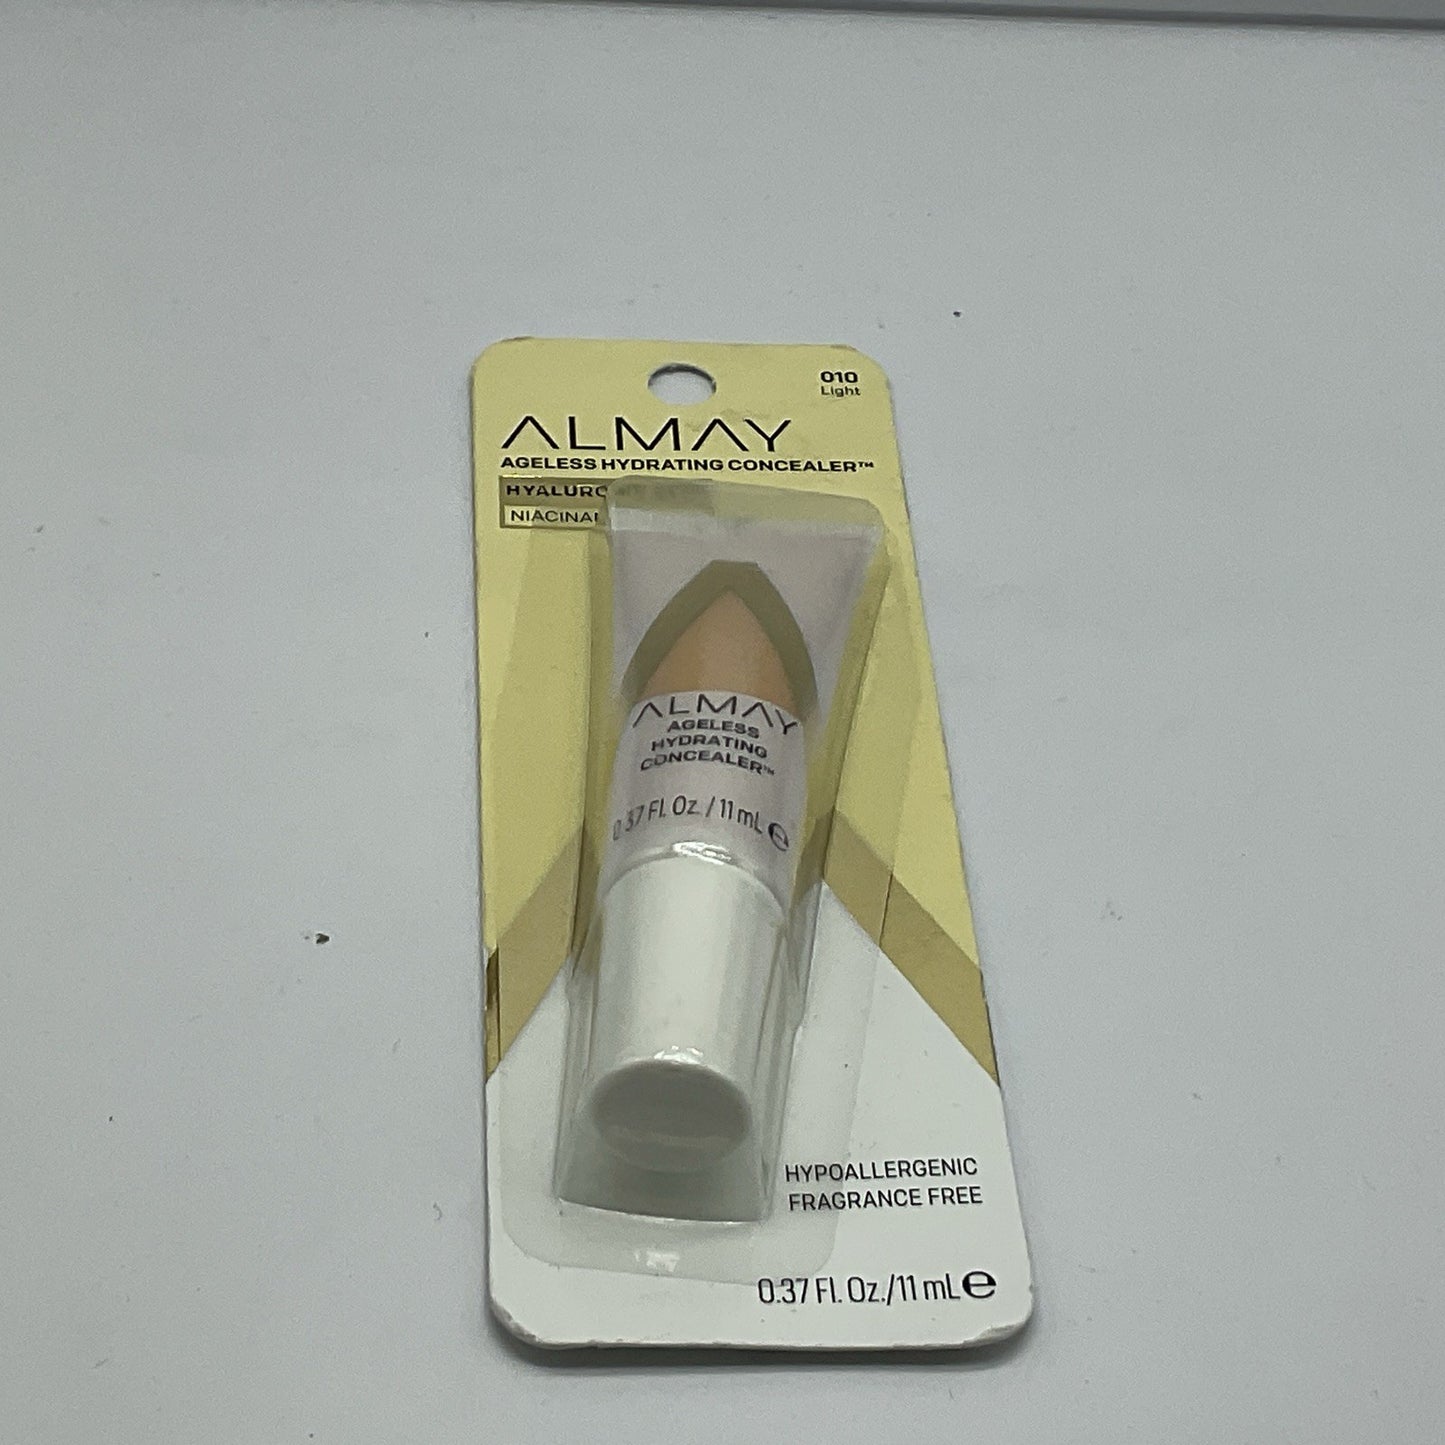 010
Light
ALMAY
AGELESS HYDRATING CONCEALER™
ALMAY
AGELESS
HYDRATING
CONCEALER™
0.37 Fl. Oz. / 11 mL ℮
HYPOALLERGENIC
FRAGRANCE FREE
0.37 Fl. Oz./11 mL ℮